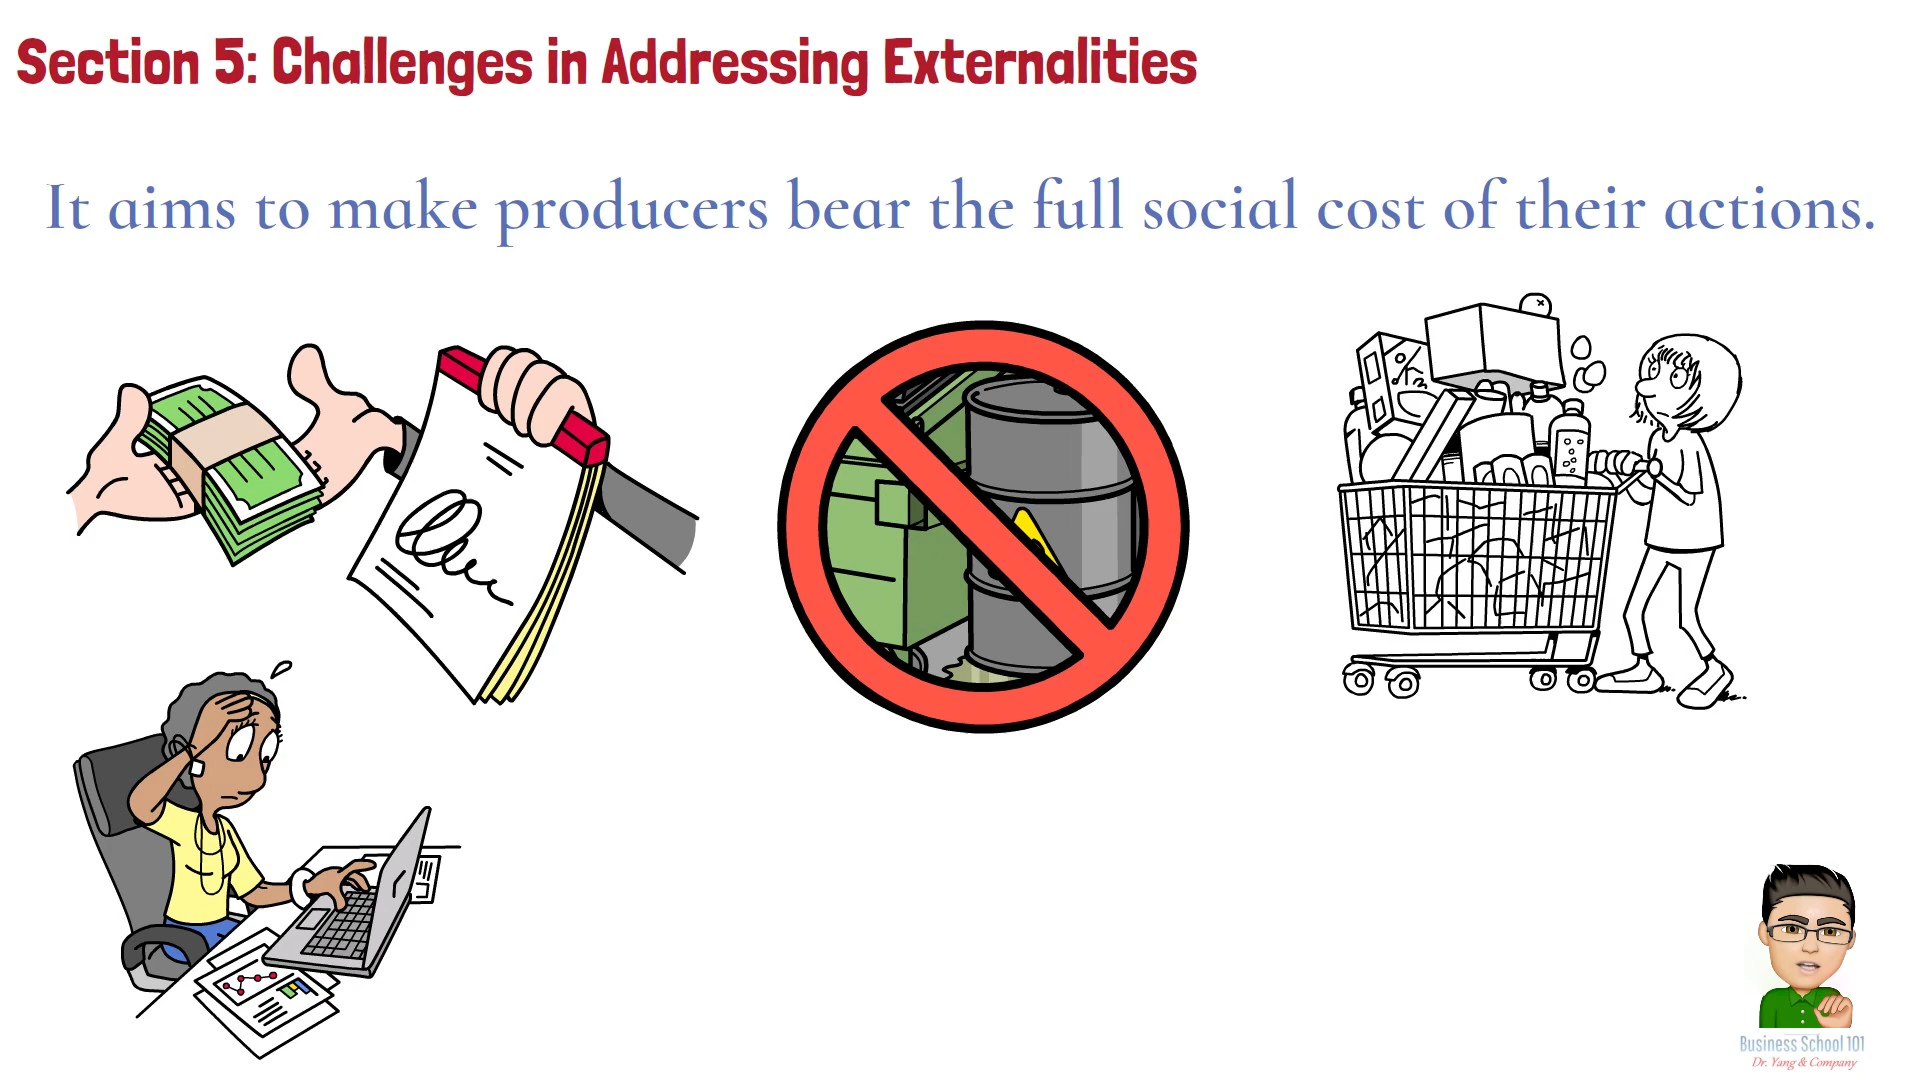 Section 5: Challenges in Addressing Externalities
It aims to make producers bear the full social cost of their actions.
Business School 101
Dr. Yang & Company